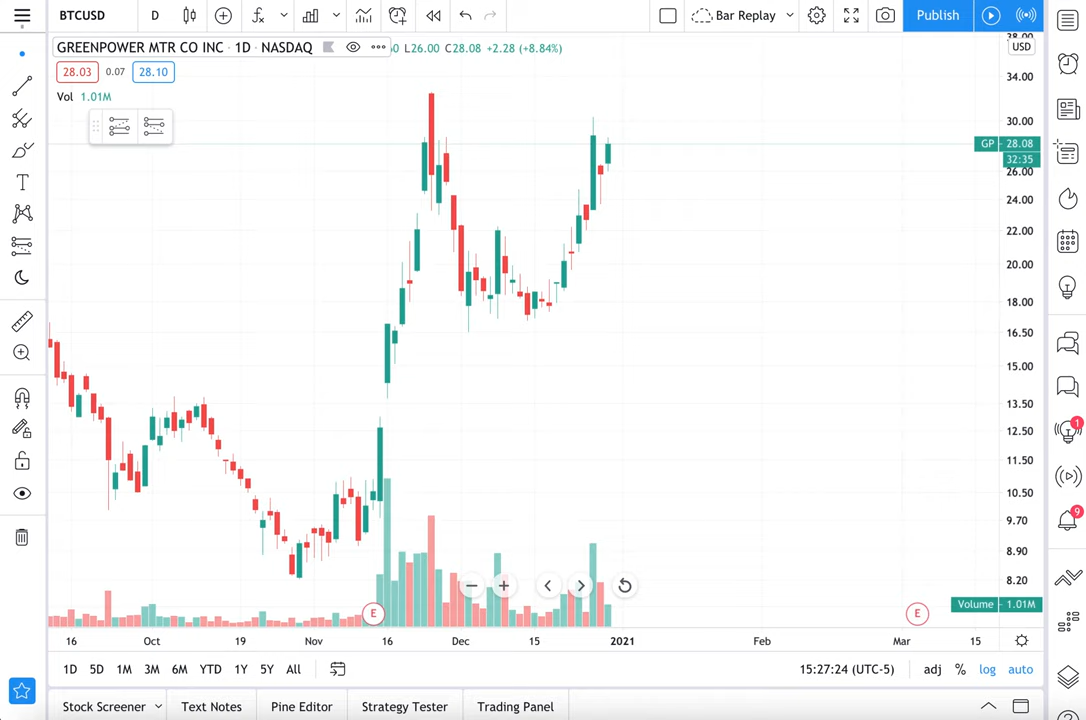 BTCUSD D Bar Replay Publish
GREENPOWER MTR CO INC · 1D · NASDAQ L26.00 C28.08 +2.28 (+8.84%)
28.03 0.07 28.10
Vol 1.01M
38.00
USD
34.00
30.00
GP 28.08
32:35
26.00
24.00
22.00
20.00
18.00
16.50
15.00
13.50
12.50
11.50
10.50
9.70
8.90
8.20
Volume 1.01M
E E
16 Oct 19 Nov 16 Dec 15 2021 Feb Mar 15
1D 5D 1M 3M 6M YTD 1Y 5Y All 15:27:24 (UTC-5) adj % log auto
Stock Screener Text Notes Pine Editor Strategy Tester Trading Panel
1
9